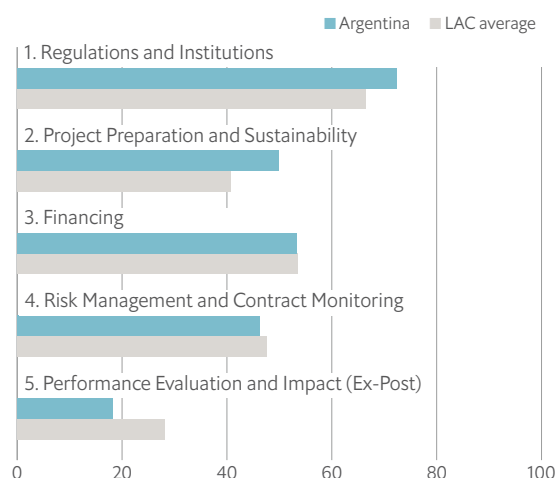 Argentina LAC average
1. Regulations and Institutions
2. Project Preparation and Sustainability
3. Financing
4. Risk Management and Contract Monitoring
5. Performance Evaluation and Impact (Ex-Post)
0 20 40 60 80 100